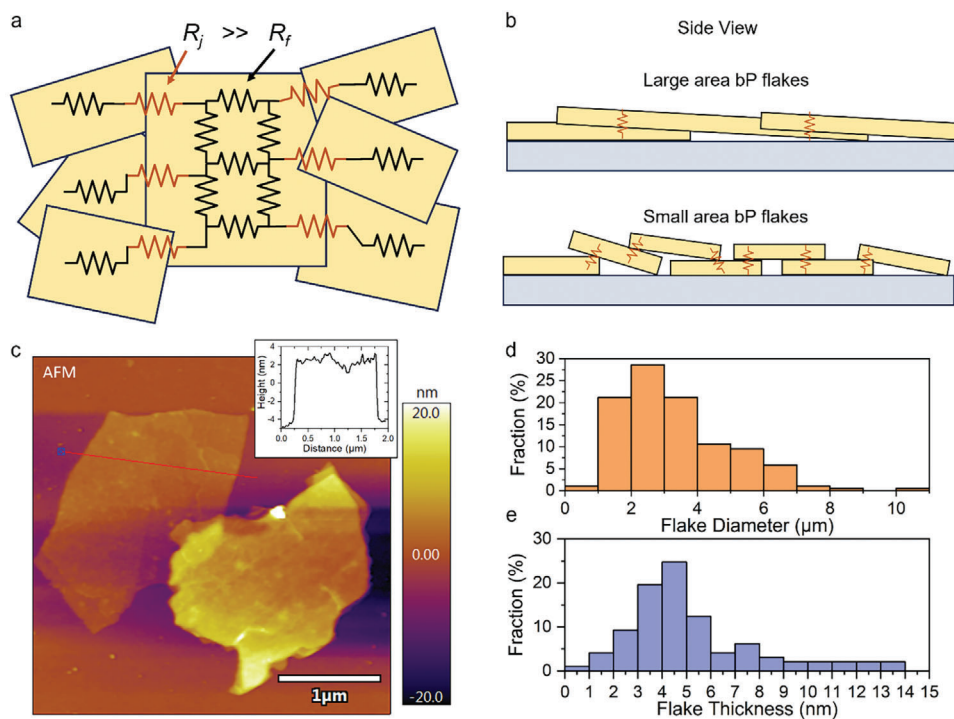 a
R_j >> R_f
b
Side View
Large area bP flakes
Small area bP flakes
c
AFM
Height (nm)
4
2
0
-2
-4
0.0 0.5 1.0 1.5 2.0
Distance (µm)
nm
20.0
0.00
-20.0
1µm
d
Fraction (%)
30
25
20
15
10
5
0
0 2 4 6 8 10
Flake Diameter (µm)
e
Fraction (%)
30
20
10
0
0 1 2 3 4 5 6 7 8 9 10 11 12 13 14 15
Flake Thickness (nm)